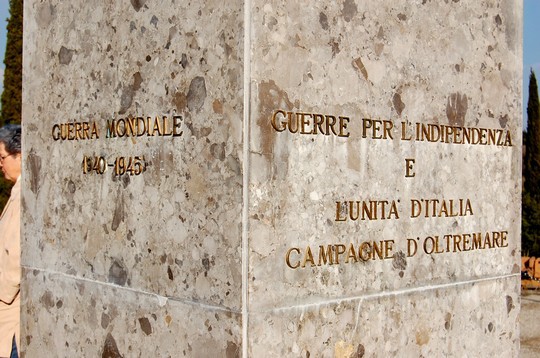 GUERRA MONDIALE
1940-1945
GUERRE PER L'INDIPENDENZA
E
L'UNITA' D'ITALIA
CAMPAGNE D'OLTREMARE